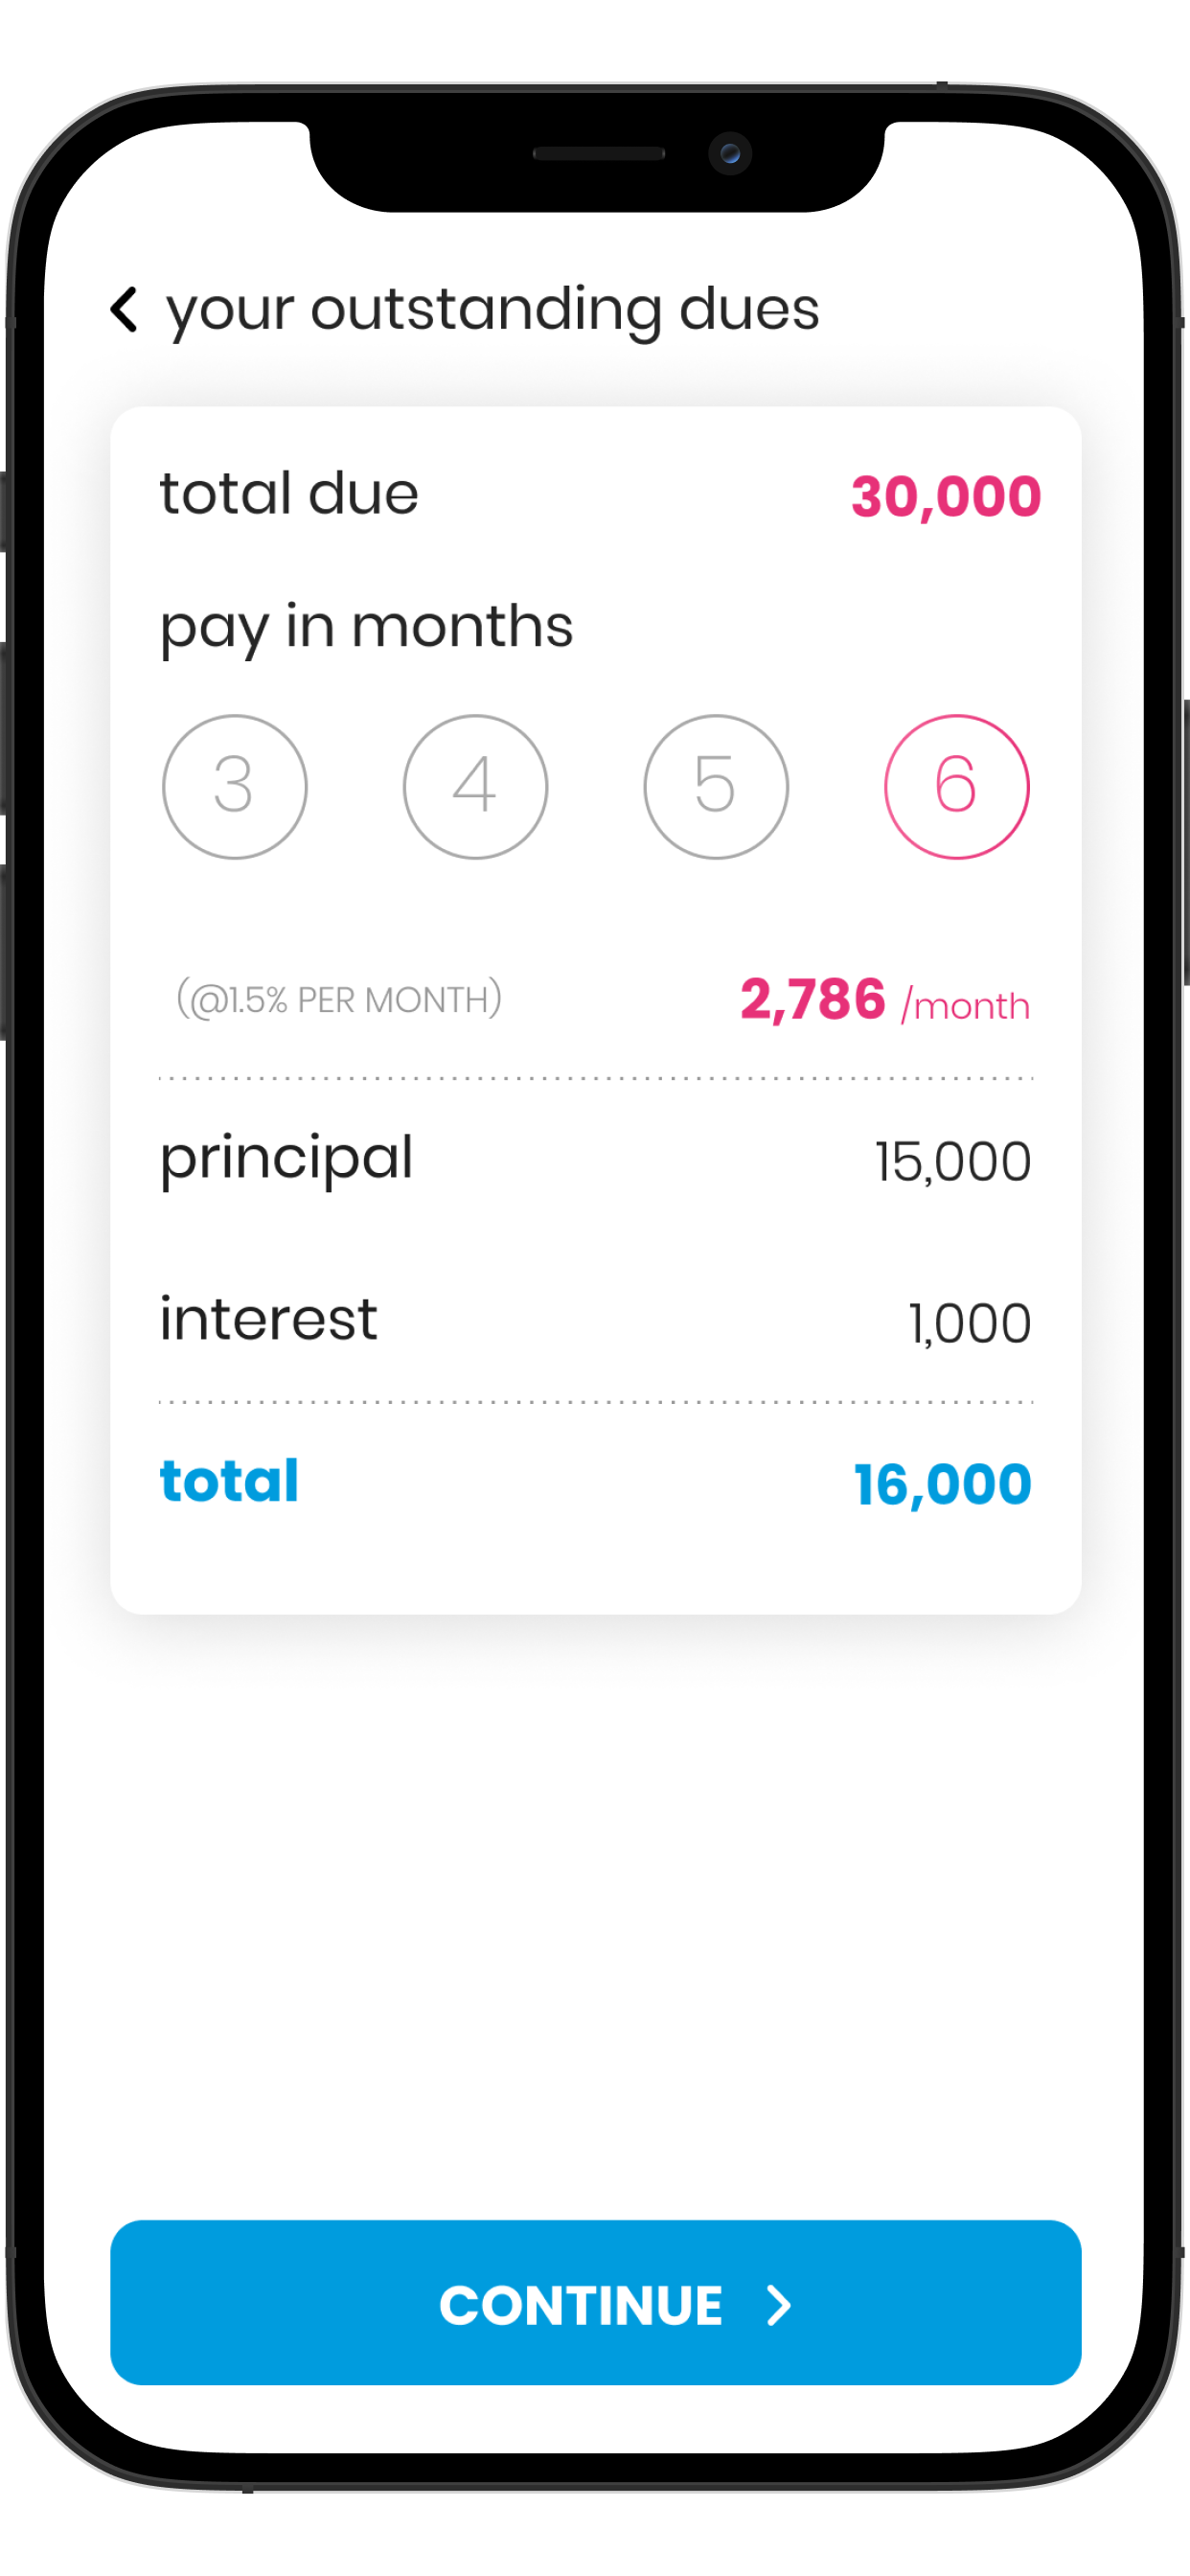 your outstanding dues
total due 30,000
pay in months
3 4 5 6
(@1.5% PER MONTH) 2,786 /month
principal 15,000
interest 1,000
total 16,000
CONTINUE